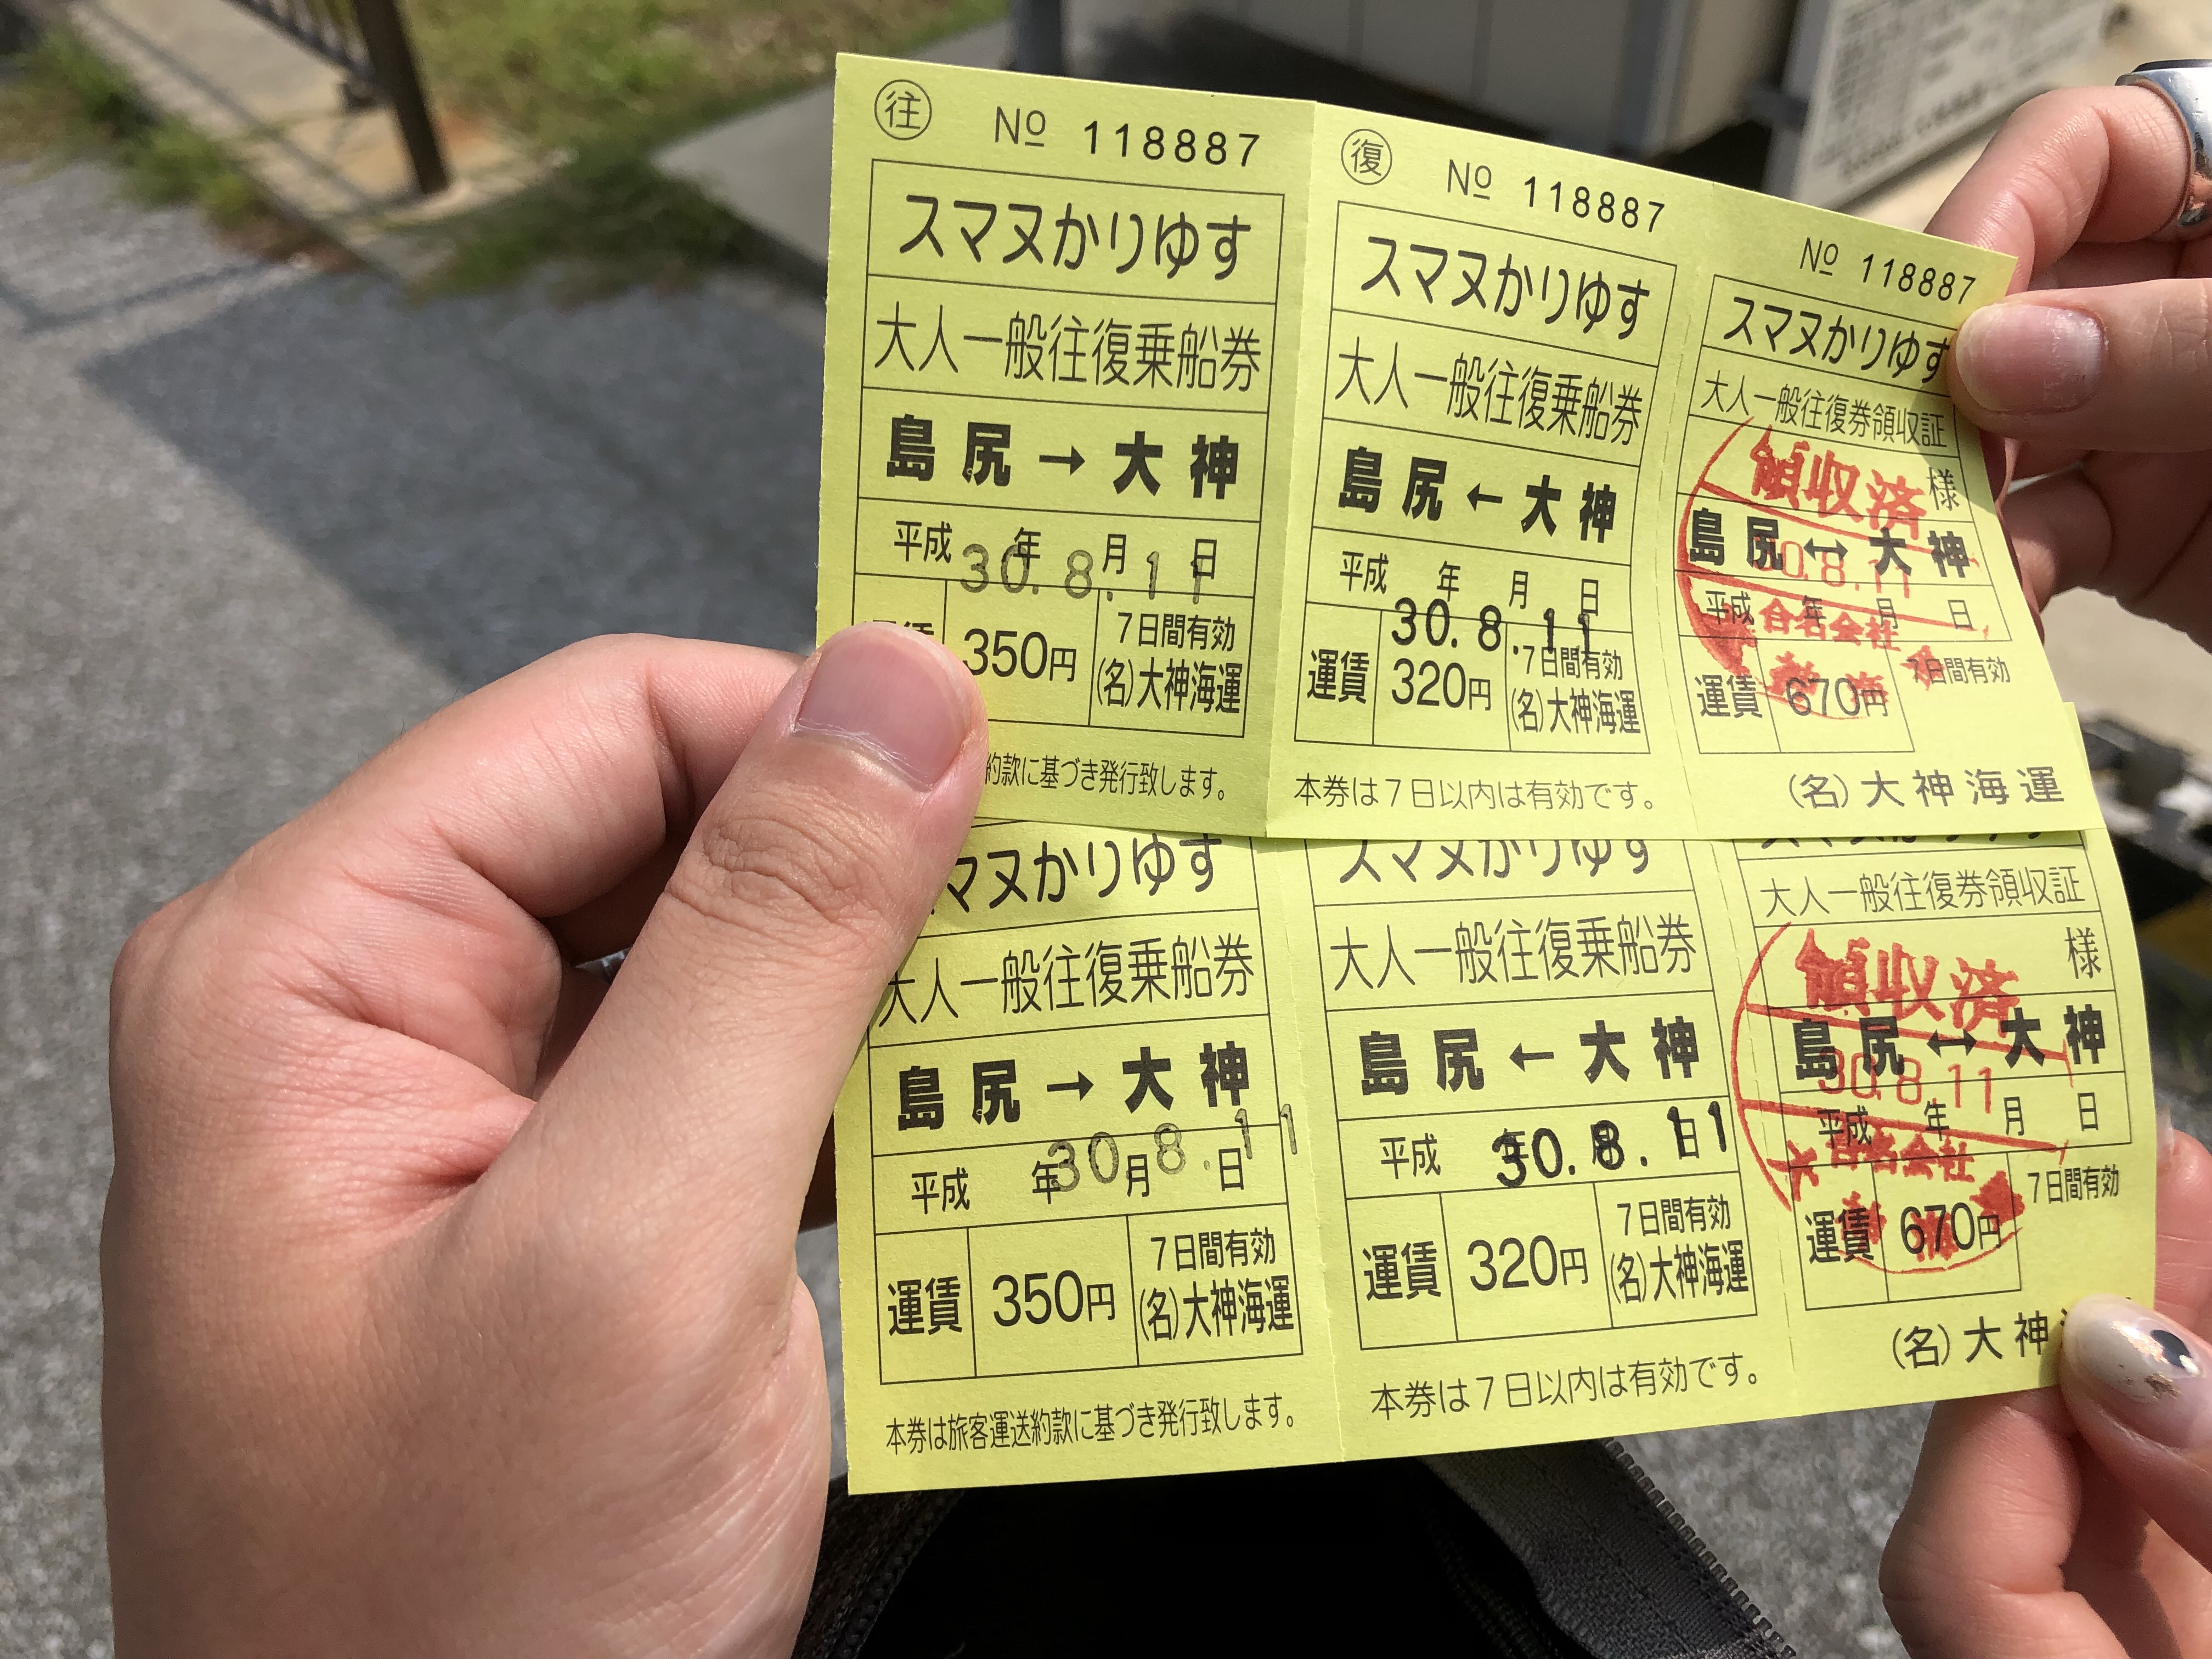 往 No 118887
スマヌかりゆす
大人一般往復乗船券
島尻→大神
平成 年 月 日
30.8.11
350円
7日間有効
(名)大神海運
約款に基づき発行致します。
復 No 118887
スマヌかりゆす
大人一般往復乗船券
島尻←大神
平成 年 月 日
30.8.11
運賃 320円
7日間有効
(名)大神海運
本券は7日以内は有効です。
No 118887
スマヌかりゆす
大人一般往復券領収証
様
領収済
島尻↔大神
30.8.11
平成 年 月 日
合名会社
運賃 670円
7日間有効
(名)大神海運
マヌかりゆす
大人一般往復乗船券
島尻→大神
平成 年 月 日
30.8.11
運賃 350円
7日間有効
(名)大神海運
本券は旅客運送約款に基づき発行致します。
スマヌかりゆす
大人一般往復乗船券
島尻←大神
平成 年 月 日
30.8.11
運賃 320円
7日間有効
(名)大神海運
本券は7日以内は有効です。
大人一般往復券領収証
様
領収済
島尻↔大神
30.8.11
平成 年 月 日
合名会社
運賃 670円
7日間有効
(名)大神